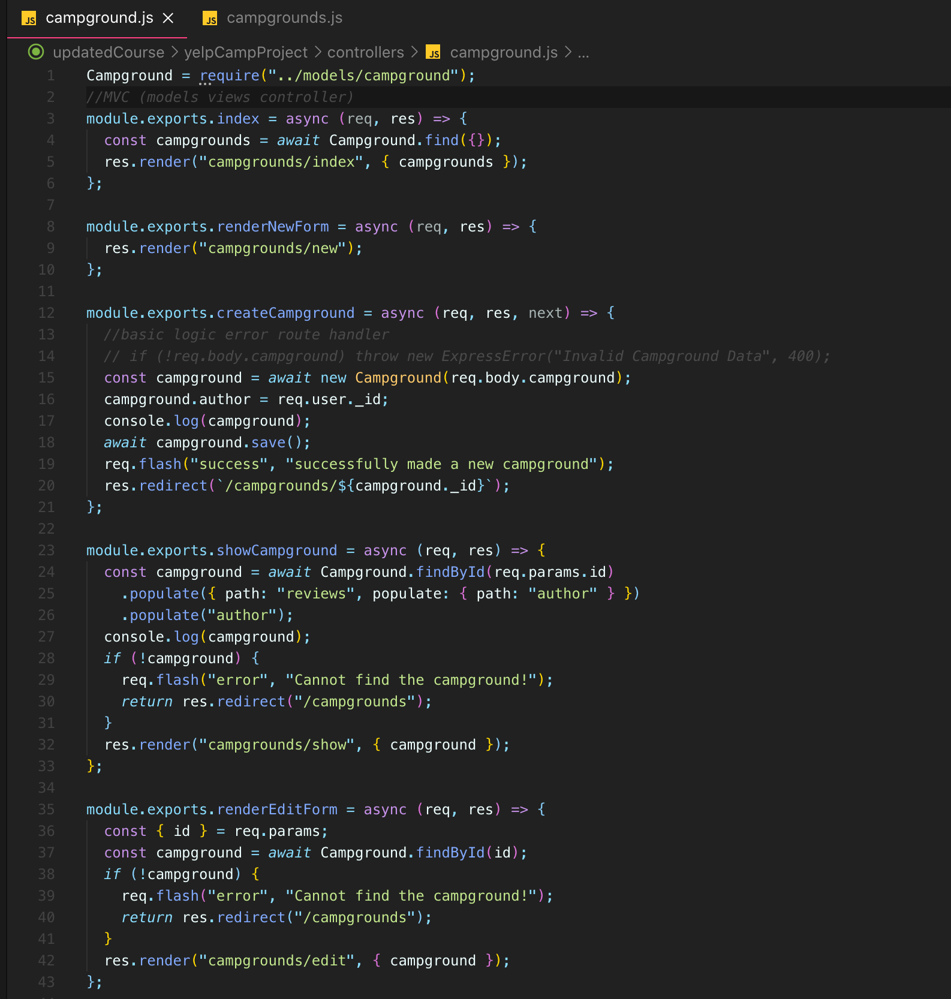 JS campground.js × JS campgrounds.js
updatedCourse > yelpCampProject > controllers > JS campground.js > ...
1 Campground = require("../models/campground");
2 //MVC (models views controller)
3 module.exports.index = async (req, res) => {
4   const campgrounds = await Campground.find({});
5   res.render("campgrounds/index", { campgrounds });
6 };
7
8 module.exports.renderNewForm = async (req, res) => {
9   res.render("campgrounds/new");
10 };
11
12 module.exports.createCampground = async (req, res, next) => {
13   //basic logic error route handler
14   // if (!req.body.campground) throw new ExpressError("Invalid Campground Data", 400);
15   const campground = await new Campground(req.body.campground);
16   campground.author = req.user._id;
17   console.log(campground);
18   await campground.save();
19   req.flash("success", "successfully made a new campground");
20   res.redirect(`/campgrounds/${campground._id}`);
21 };
22
23 module.exports.showCampground = async (req, res) => {
24   const campground = await Campground.findById(req.params.id)
25     .populate({ path: "reviews", populate: { path: "author" } })
26     .populate("author");
27   console.log(campground);
28   if (!campground) {
29     req.flash("error", "Cannot find the campground!");
30     return res.redirect("/campgrounds");
31   }
32   res.render("campgrounds/show", { campground });
33 };
34
35 module.exports.renderEditForm = async (req, res) => {
36   const { id } = req.params;
37   const campground = await Campground.findById(id);
38   if (!campground) {
39     req.flash("error", "Cannot find the campground!");
40     return res.redirect("/campgrounds");
41   }
42   res.render("campgrounds/edit", { campground });
43 };